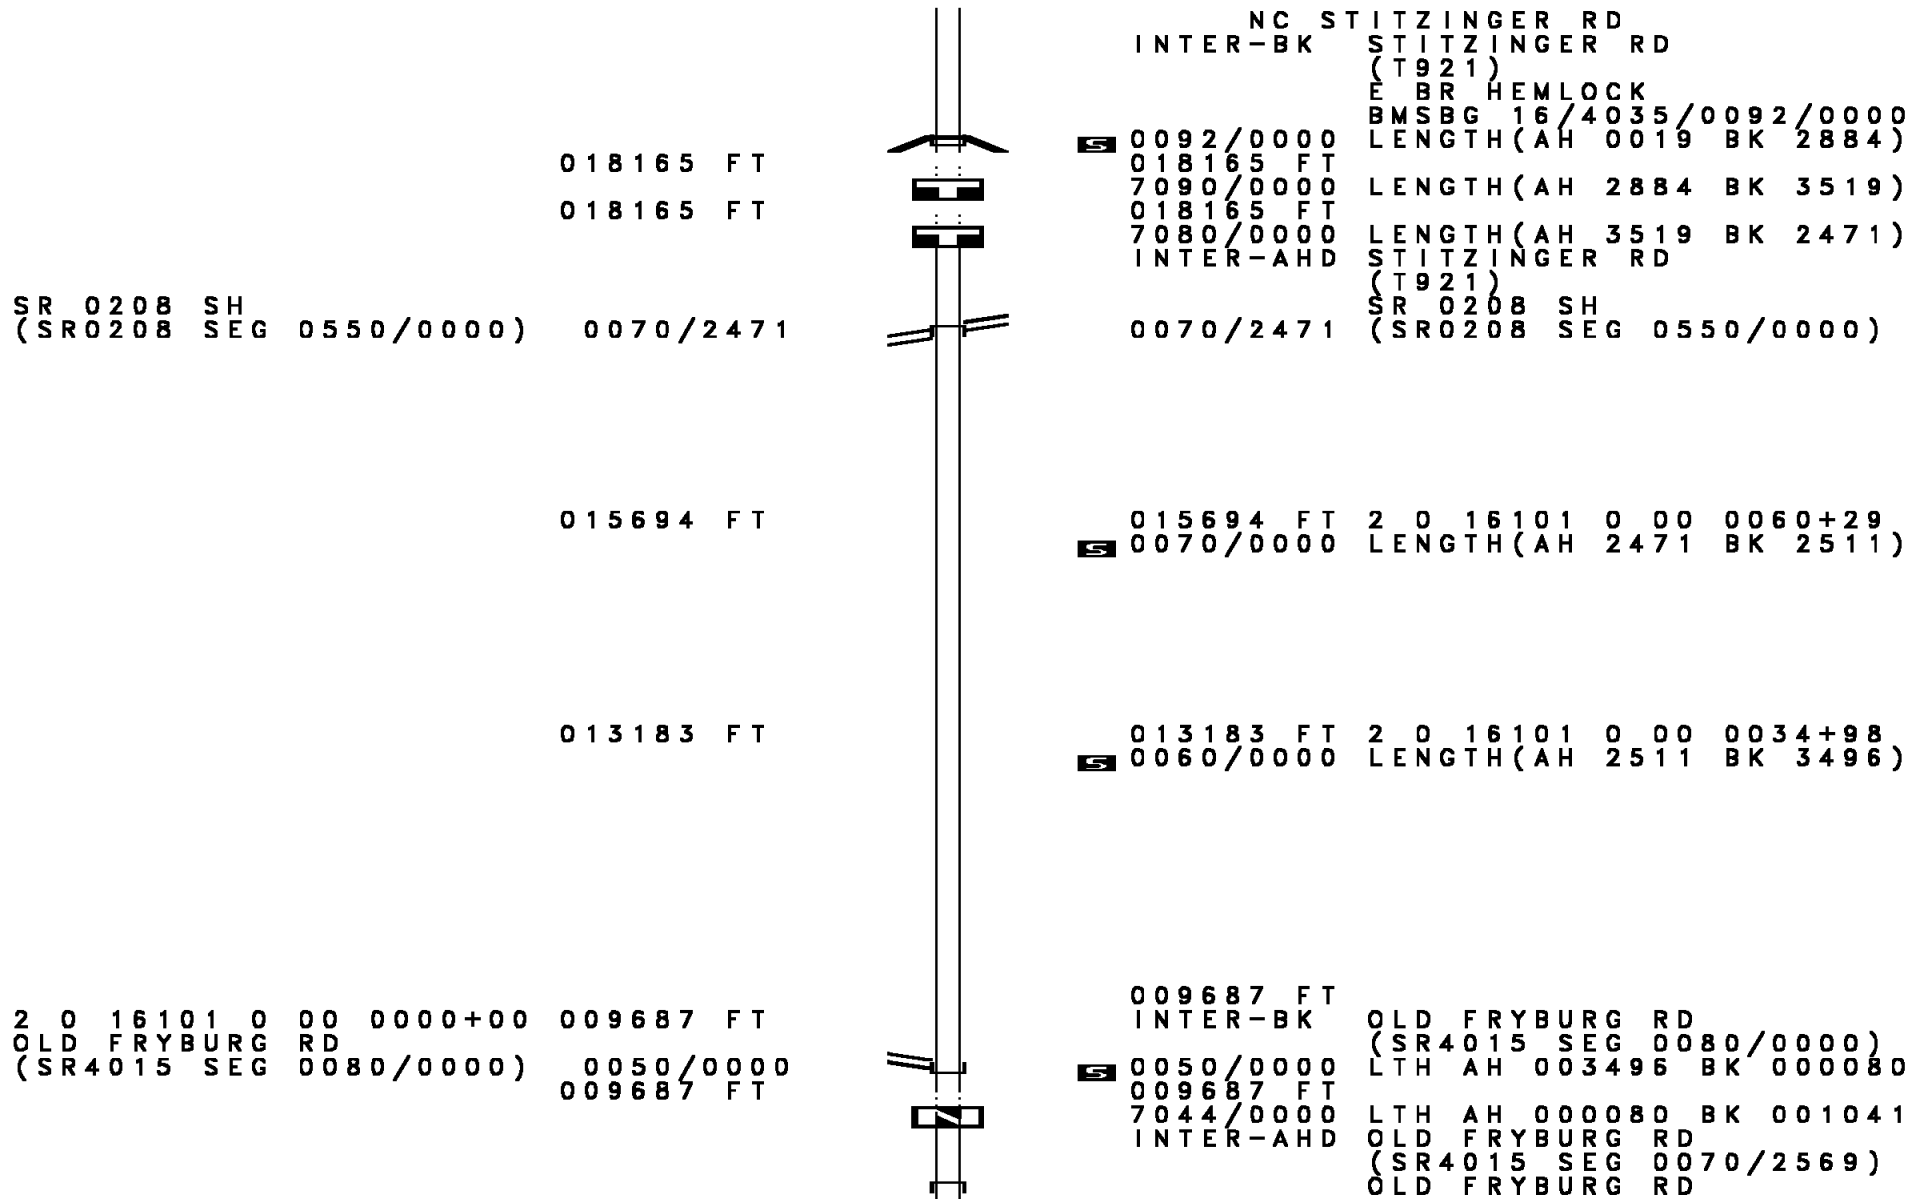 NC STITZINGER RD
INTER-BK STITZINGER RD
(T921)
E BR HEMLOCK
BMSBG 16/4035/0092/0000
S 0092/0000 LENGTH(AH 0019 BK 2884)
018165 FT 018165 FT
7090/0000 LENGTH(AH 2884 BK 3519)
018165 FT 018165 FT
7080/0000 LENGTH(AH 3519 BK 2471)
INTER-AHD STITZINGER RD
(T921)
SR 0208 SH SR 0208 SH
(SR0208 SEG 0550/0000) 0070/2471 0070/2471 (SR0208 SEG 0550/0000)
015694 FT 015694 FT 2 0 16101 0 00 0060+29
S 0070/0000 LENGTH(AH 2471 BK 2511)
013183 FT 013183 FT 2 0 16101 0 00 0034+98
S 0060/0000 LENGTH(AH 2511 BK 3496)
009687 FT
2 0 16101 0 00 0000+00 009687 FT INTER-BK OLD FRYBURG RD
OLD FRYBURG RD (SR4015 SEG 0080/0000)
(SR4015 SEG 0080/0000) 0050/0000 S 0050/0000 LTH AH 003496 BK 000080
009687 FT 009687 FT
7044/0000 LTH AH 000080 BK 001041
INTER-AHD OLD FRYBURG RD
(SR4015 SEG 0070/2569)
OLD FRYBURG RD